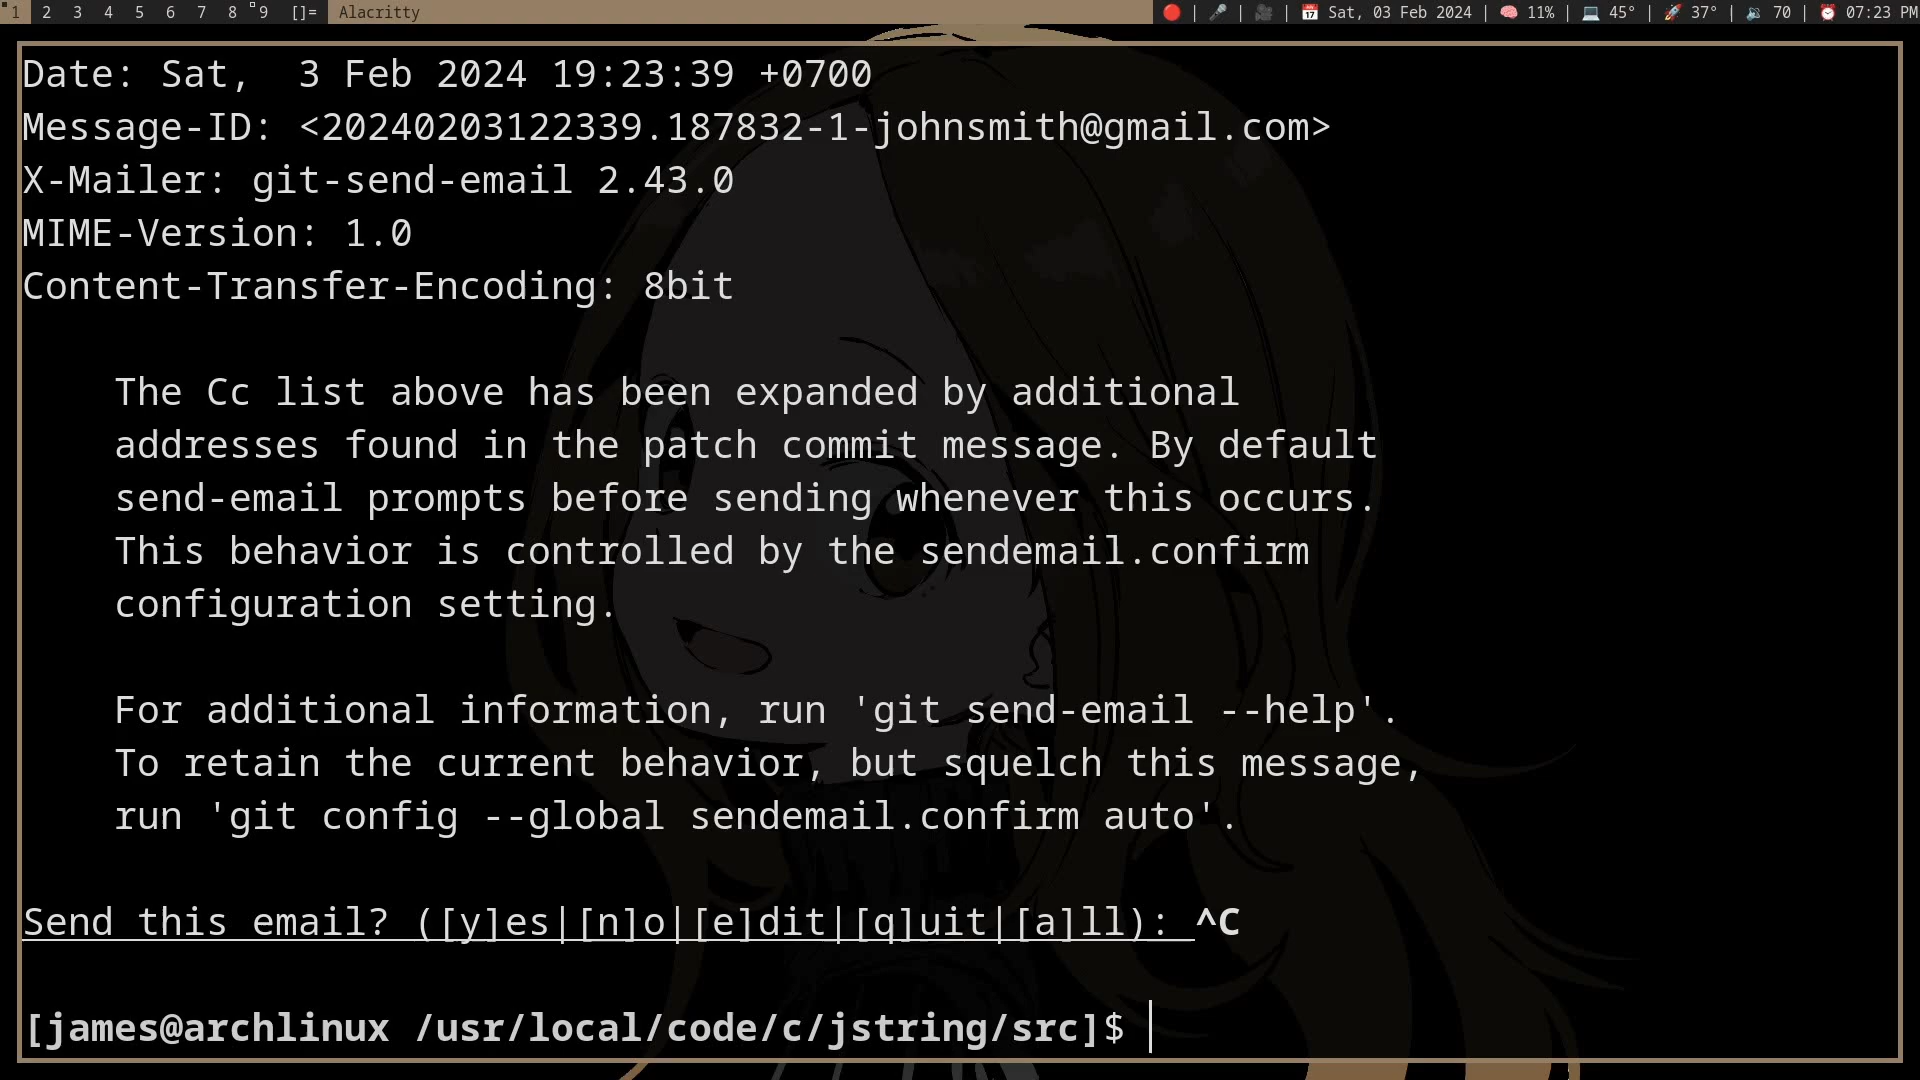 1 2 3 4 5 6 7 8 9 []= Alacritty | | | Sat, 03 Feb 2024 | 11% | 45° | 37° | 70 | 07:23 PM
Date: Sat,  3 Feb 2024 19:23:39 +0700
Message-ID: <20240203122339.187832-1-johnsmith@gmail.com>
X-Mailer: git-send-email 2.43.0
MIME-Version: 1.0
Content-Transfer-Encoding: 8bit
The Cc list above has been expanded by additional
addresses found in the patch commit message. By default
send-email prompts before sending whenever this occurs.
This behavior is controlled by the sendemail.confirm
configuration setting.
For additional information, run 'git send-email --help'.
To retain the current behavior, but squelch this message,
run 'git config --global sendemail.confirm auto'.
Send this email? ([y]es|[n]o|[e]dit|[q]uit|[a]ll): ^C
[james@archlinux /usr/local/code/c/jstring/src]$